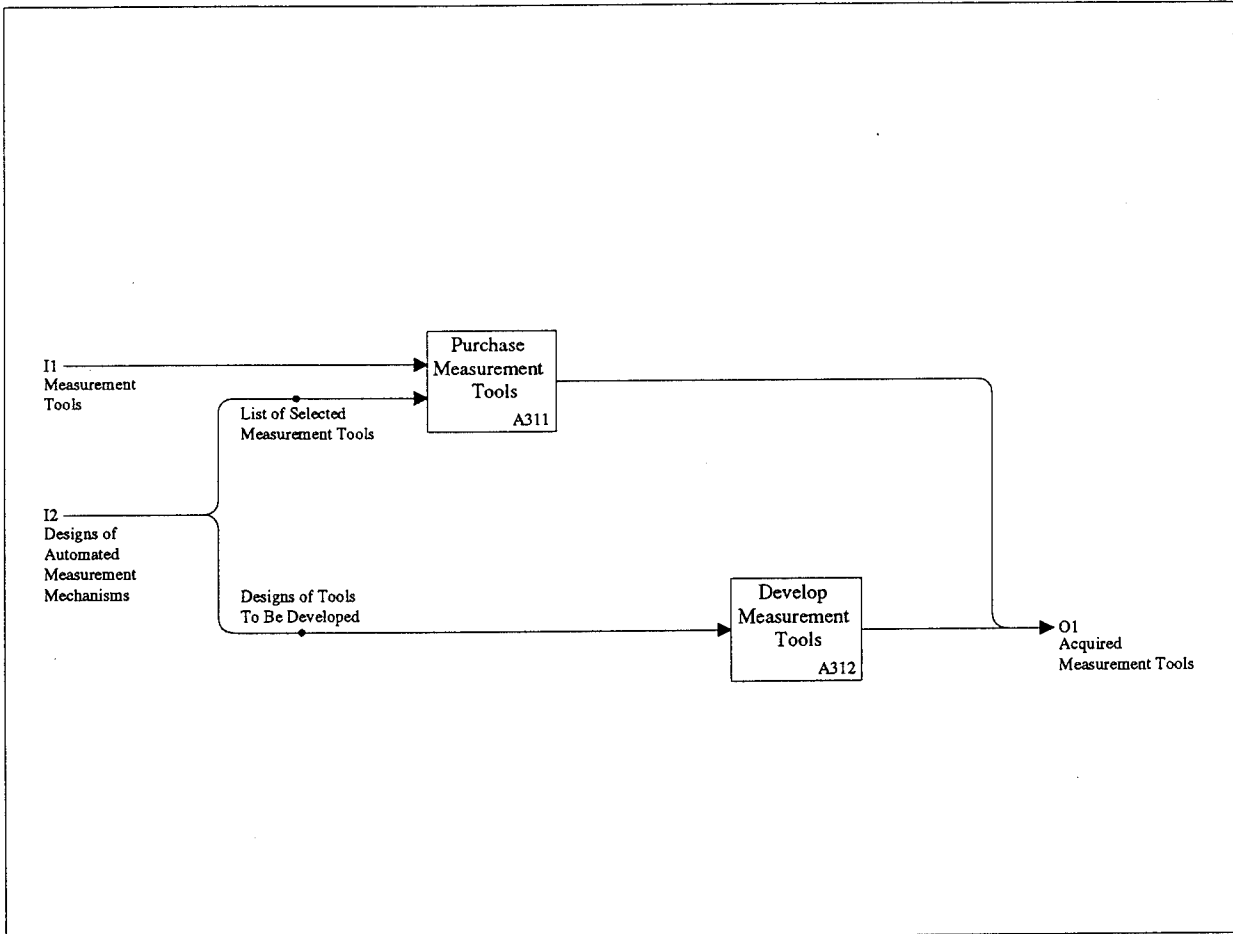 Purchase
Measurement
Tools
A311
I1
Measurement
Tools
List of Selected
Measurement Tools
I2
Designs of
Automated
Measurement
Mechanisms
Designs of Tools
To Be Developed
Develop
Measurement
Tools
A312
O1
Acquired
Measurement Tools